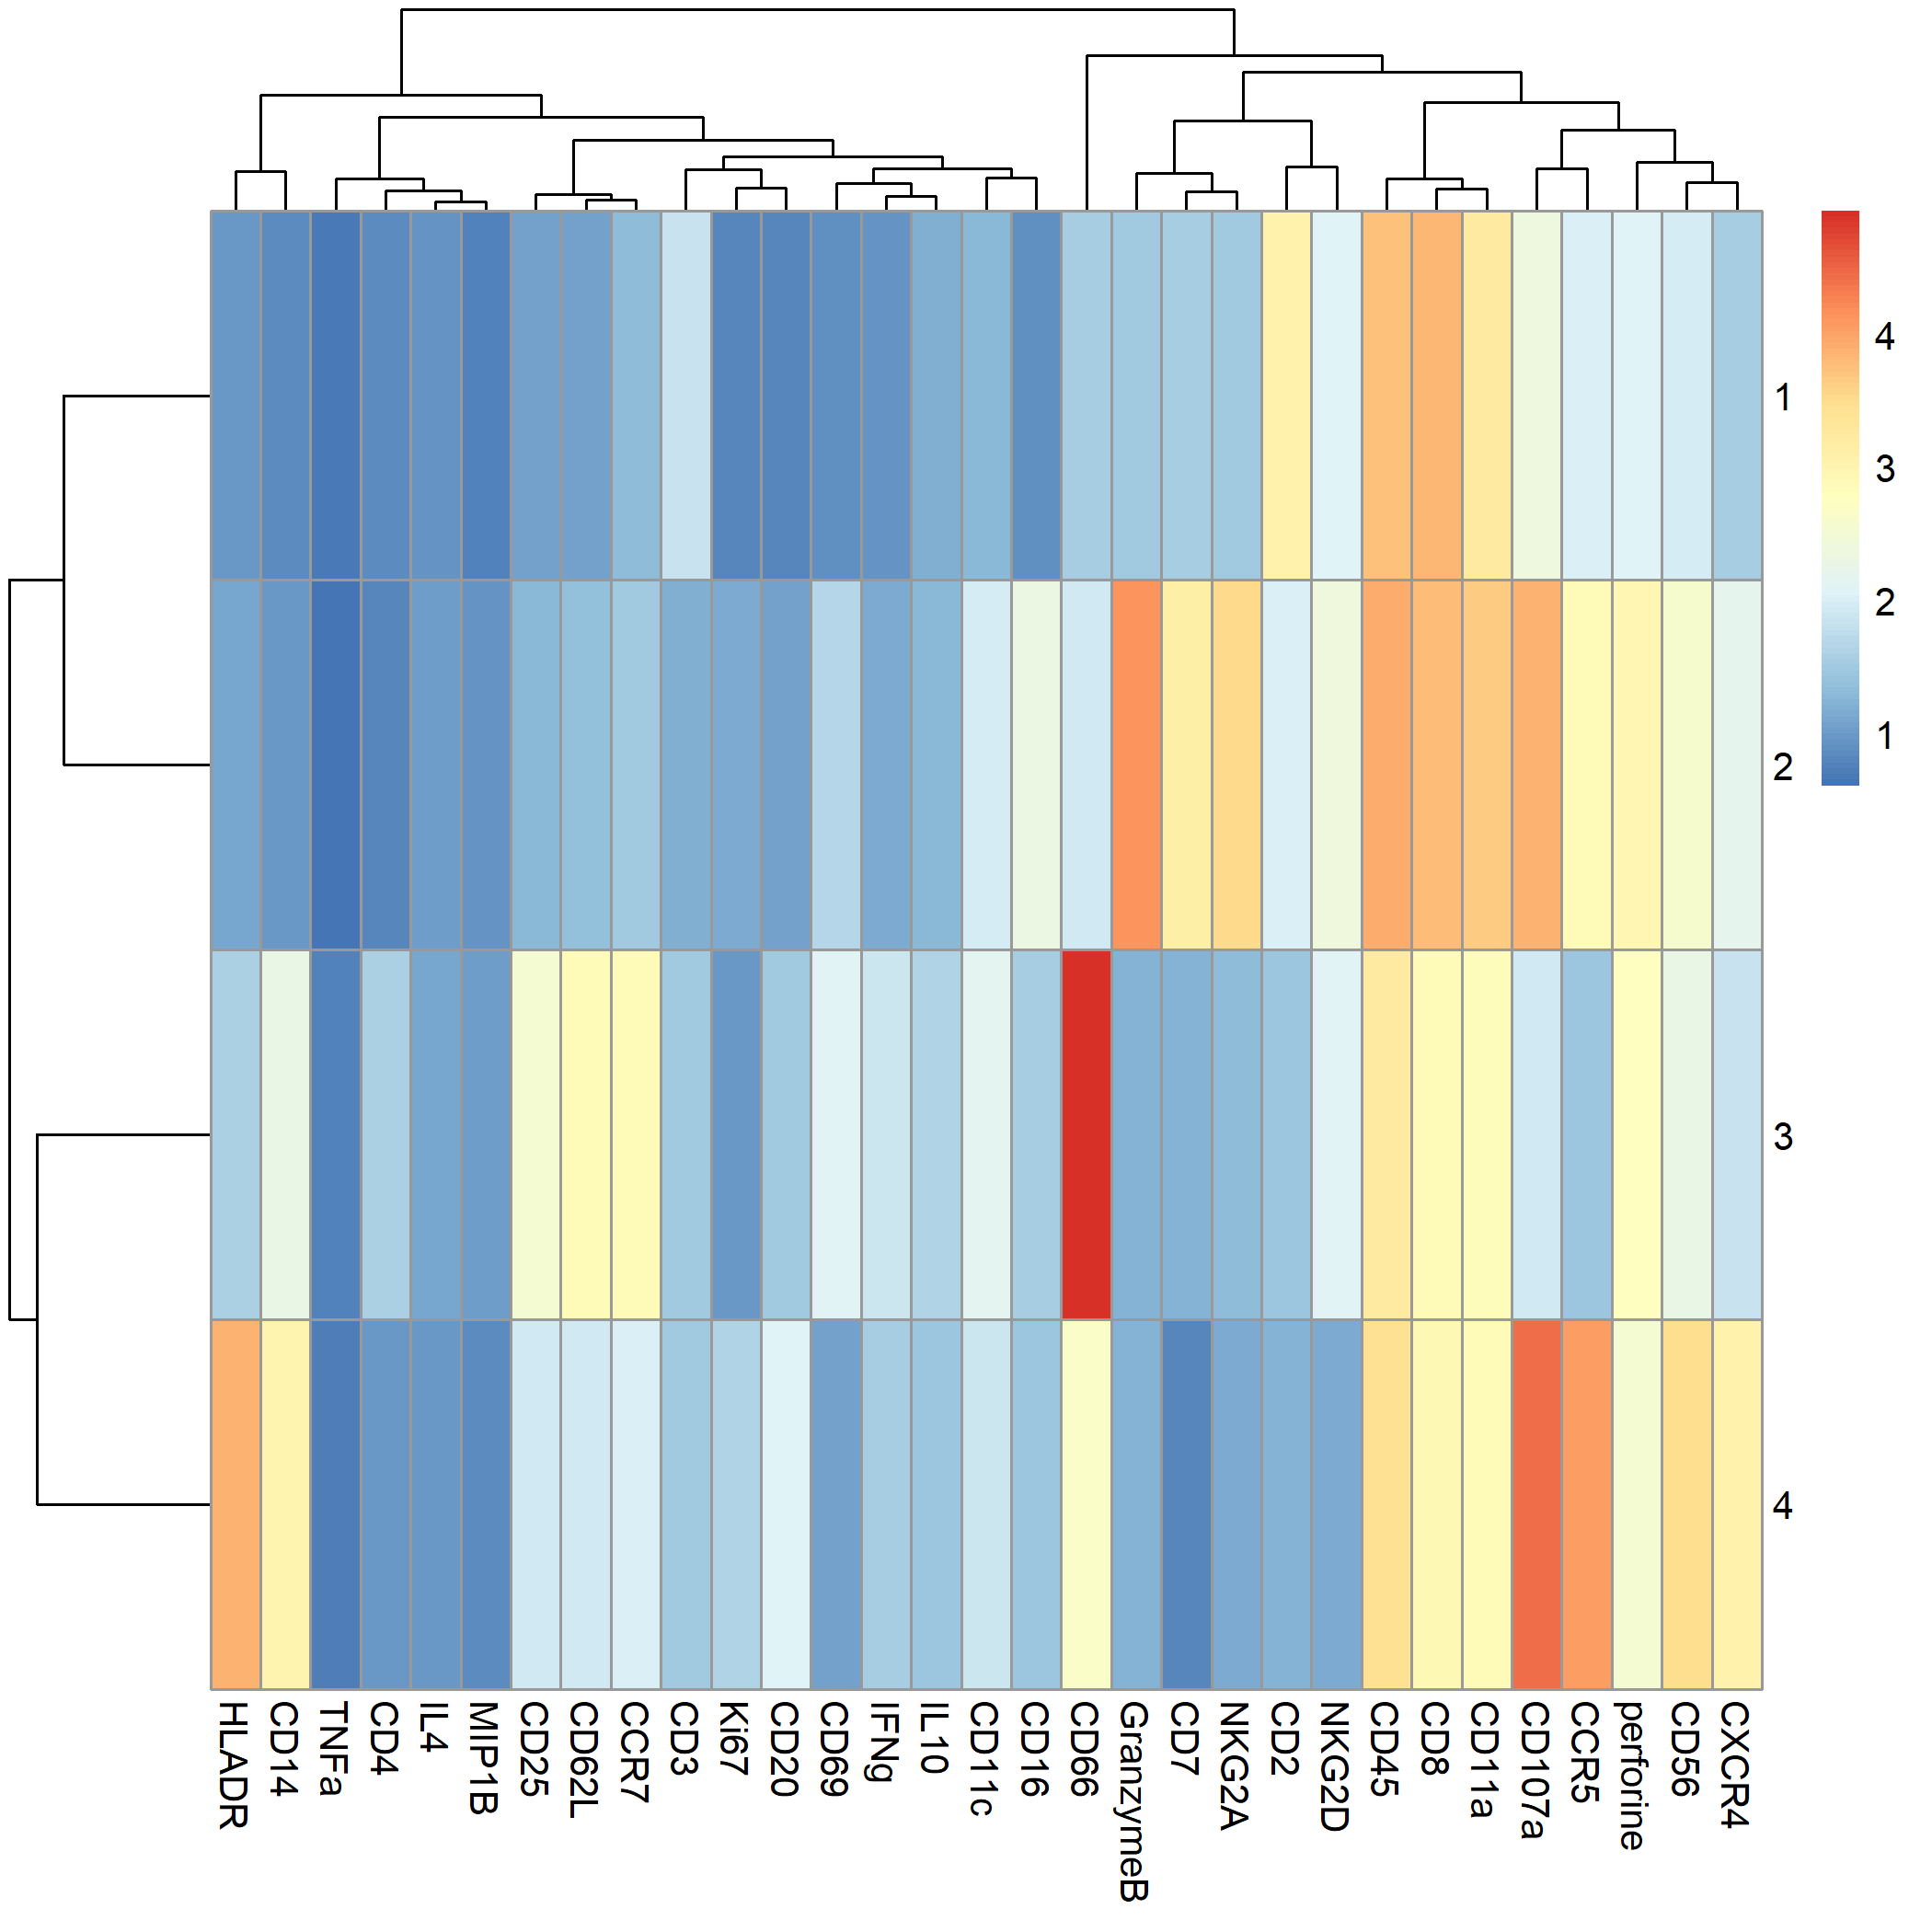 4
3
2
1
1
2
3
4
HLADR
CD14
TNFa
CD4
IL4
MIP1B
CD25
CD62L
CCR7
CD3
Ki67
CD20
CD69
IFNg
IL10
CD11c
CD16
CD66
GranzymeB
CD7
NKG2A
CD2
NKG2D
CD45
CD8
CD11a
CD107a
CCR5
perforine
CD56
CXCR4